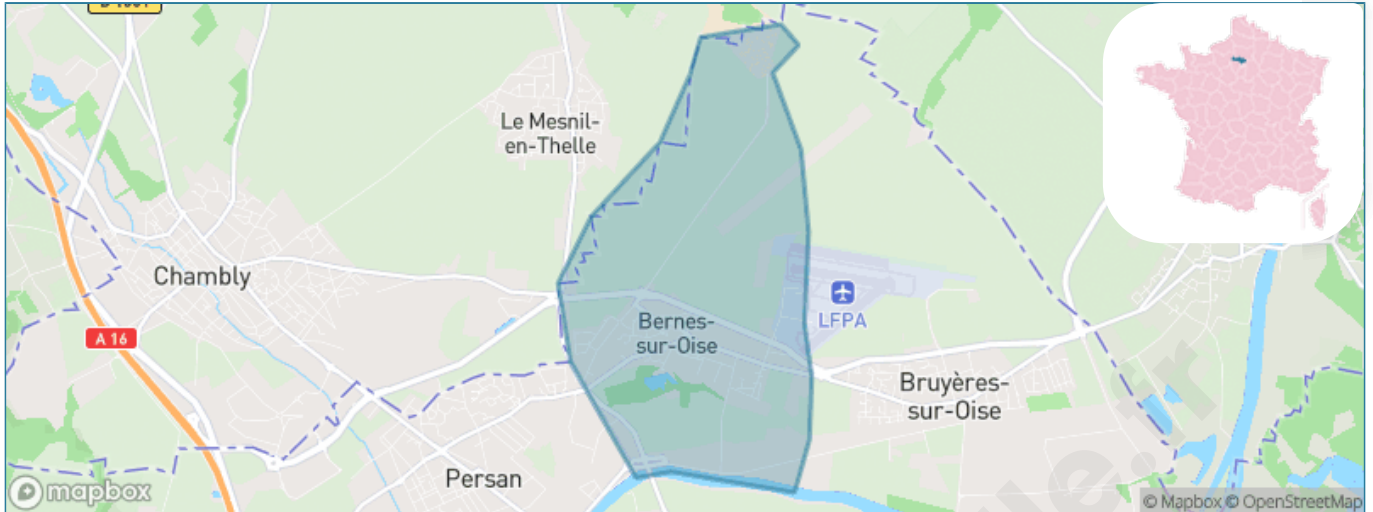 Le Mesnil-
en-Thelle
Chambly
A 16
LFPA
Bernes-
sur-Oise
Bruyères-
sur-Oise
Persan
mapbox
© Mapbox © OpenStreetMap